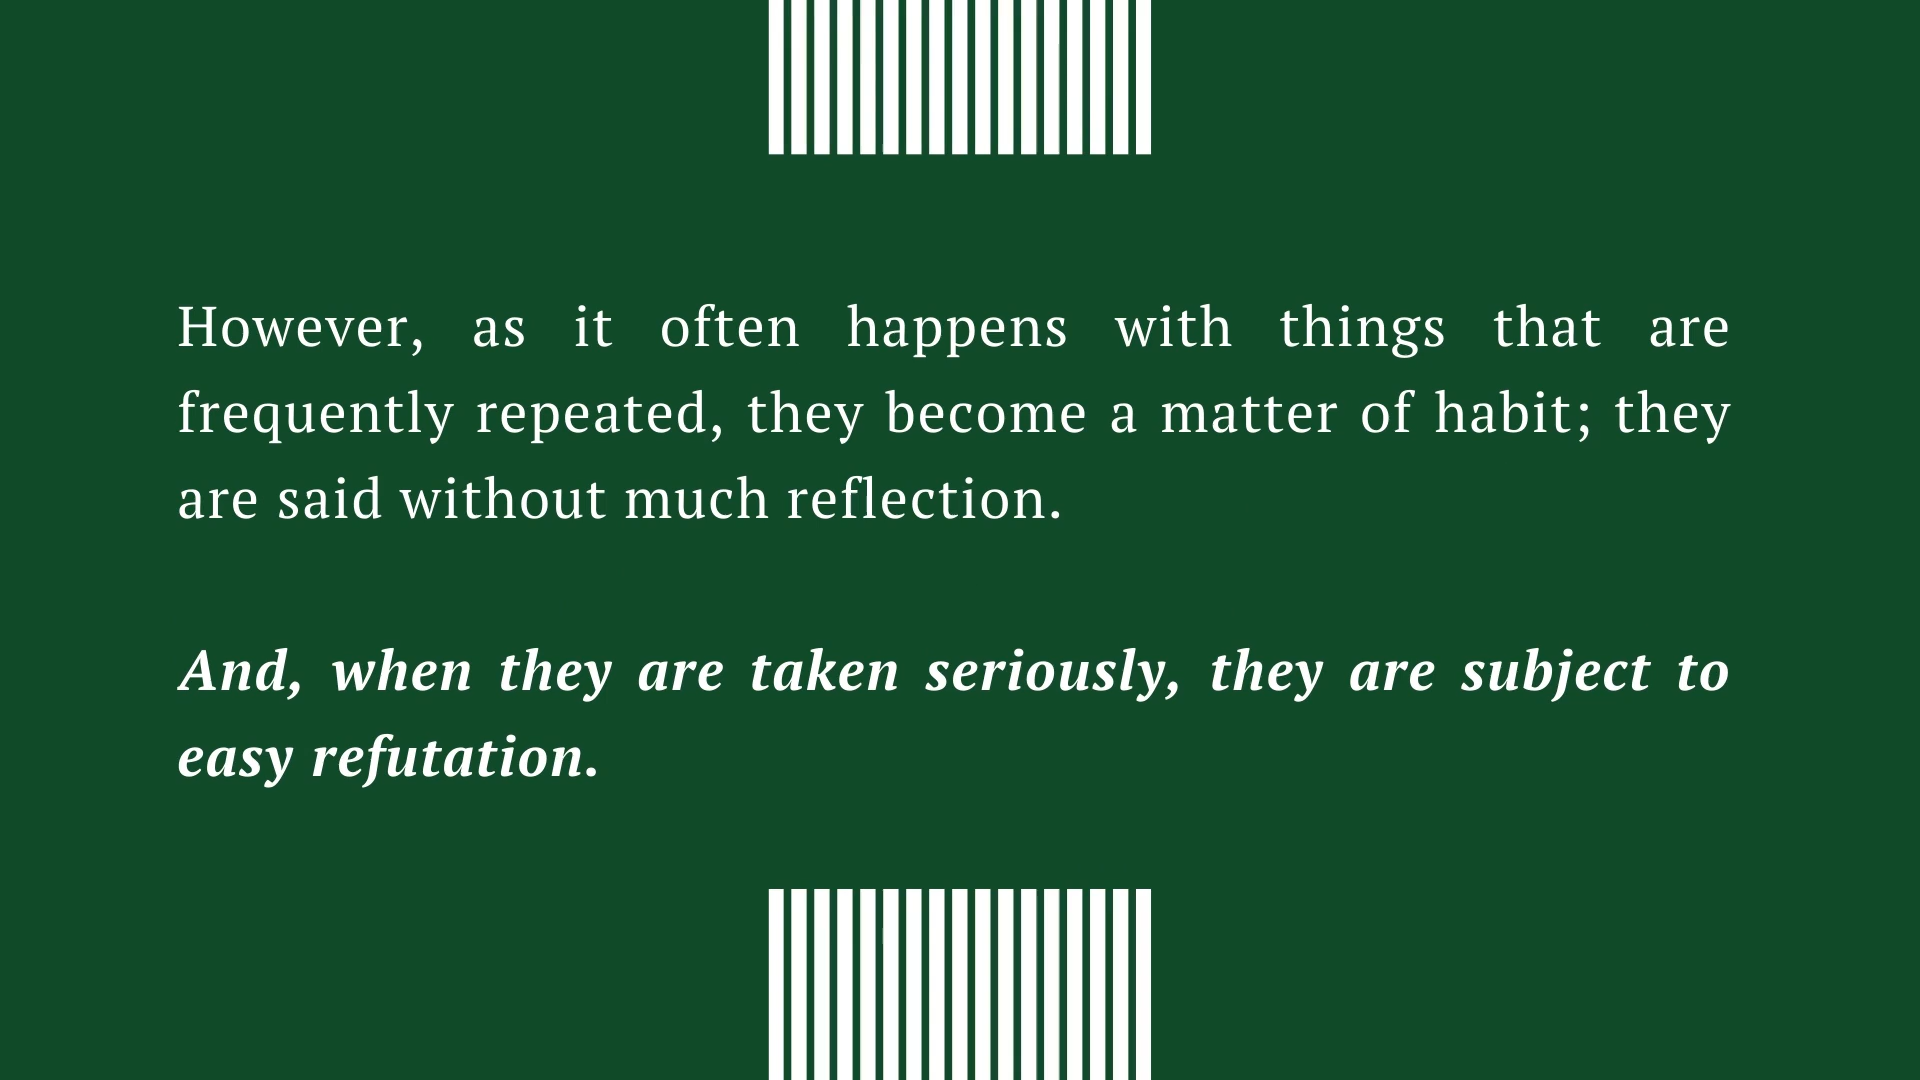 However, as it often happens with things that are
frequently repeated, they become a matter of habit; they
are said without much reflection.
And, when they are taken seriously, they are subject to
easy refutation.